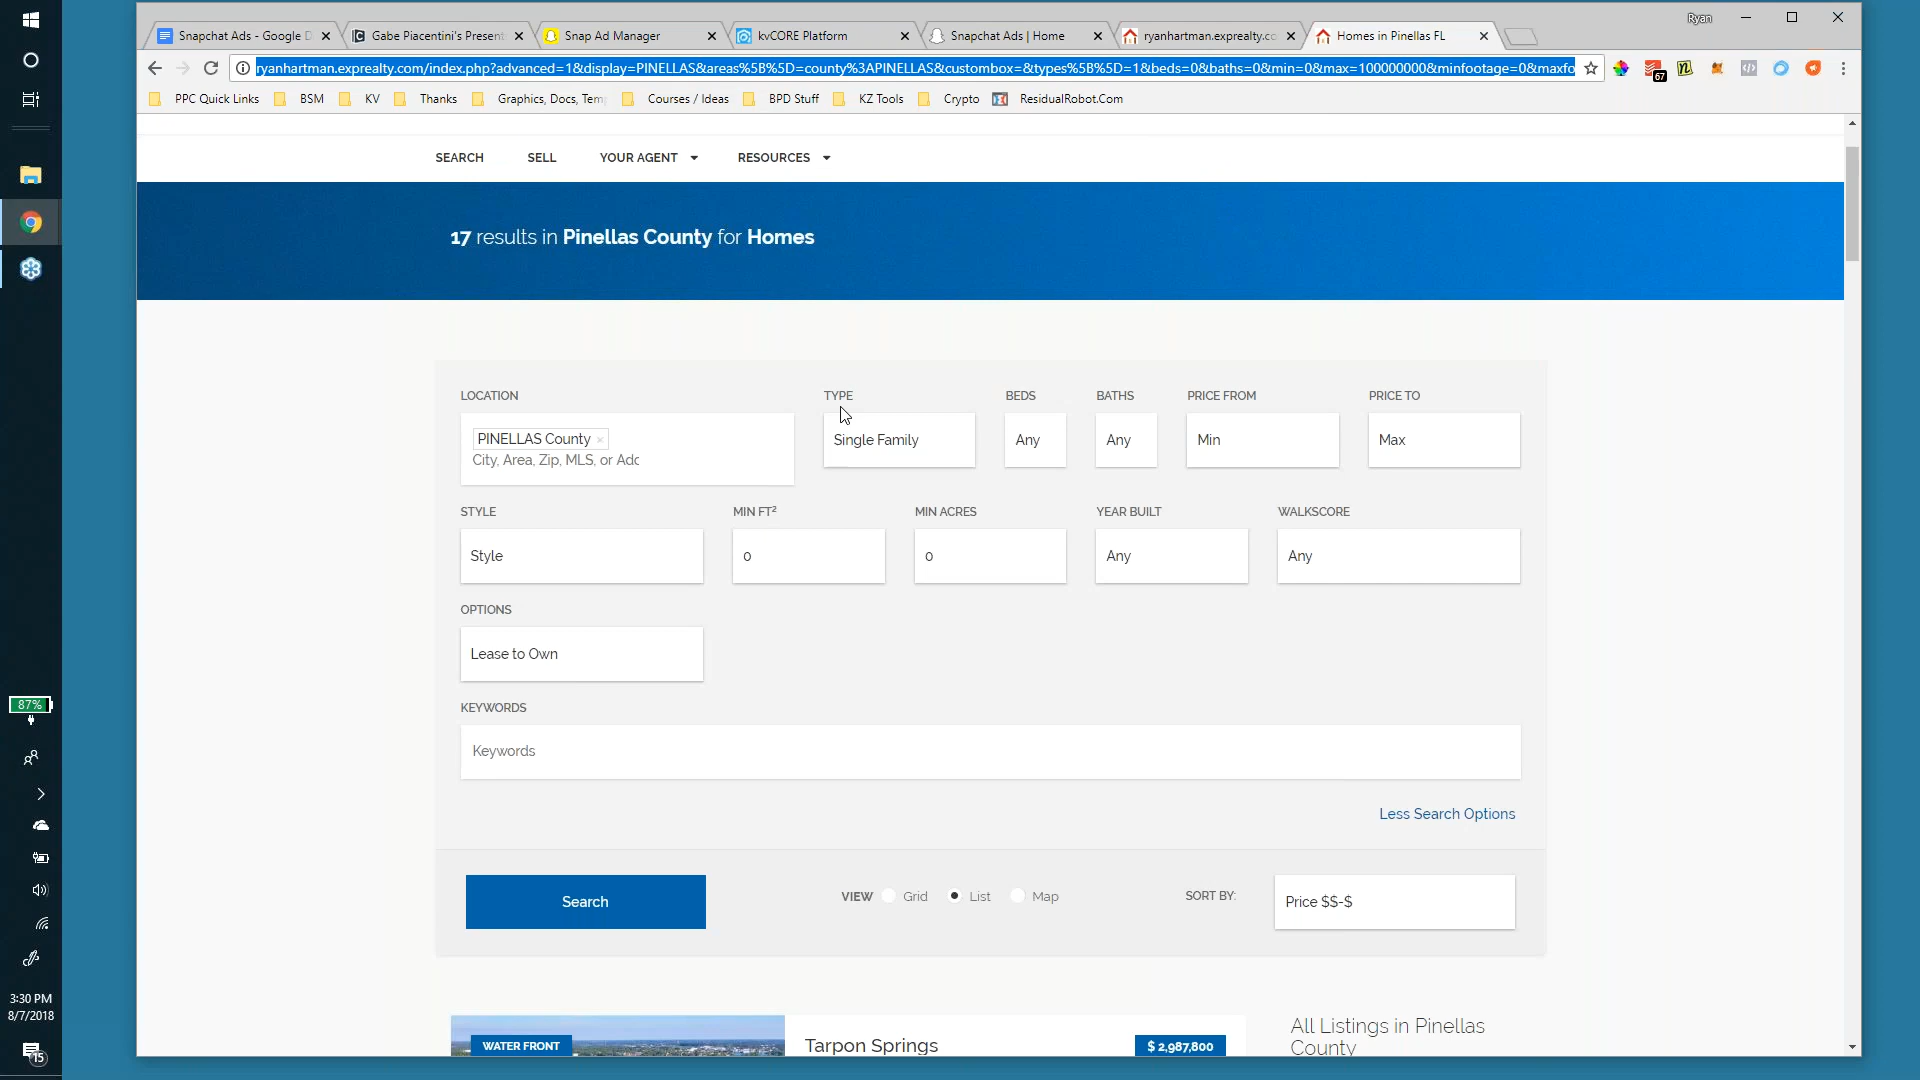 Ryan
Snapchat Ads - Google D
Gabe Piacentini's Present
Snap Ad Manager
kvCORE Platform
Snapchat Ads | Home
ryanhartman.exprealty.co
Homes in Pinellas FL
ryanhartman.exprealty.com/index.php?advanced=1&display=PINELLAS&areas%5B%5D=county%3APINELLAS&custombox=&types%5B%5D=1&beds=0&baths=0&min=0&max=100000000&minfootage=0&maxfo
67
PPC Quick Links
BSM
KV
Thanks
Graphics, Docs, Tem
Courses / Ideas
BPD Stuff
KZ Tools
Crypto
ResidualRobot.Com
SEARCH
SELL
YOUR AGENT
RESOURCES
17 results in Pinellas County for Homes
LOCATION
TYPE
BEDS
BATHS
PRICE FROM
PRICE TO
PINELLAS County ×
City, Area, Zip, MLS, or Adc
Single Family
Any
Any
Min
Max
STYLE
MIN FT²
MIN ACRES
YEAR BUILT
WALKSCORE
Style
0
0
Any
Any
OPTIONS
Lease to Own
KEYWORDS
Keywords
Less Search Options
Search
VIEW
Grid
List
Map
SORT BY:
Price $$-$
WATER FRONT
Tarpon Springs
$ 2,987,800
All Listings in Pinellas
County
87%
3:30 PM
8/7/2018
15